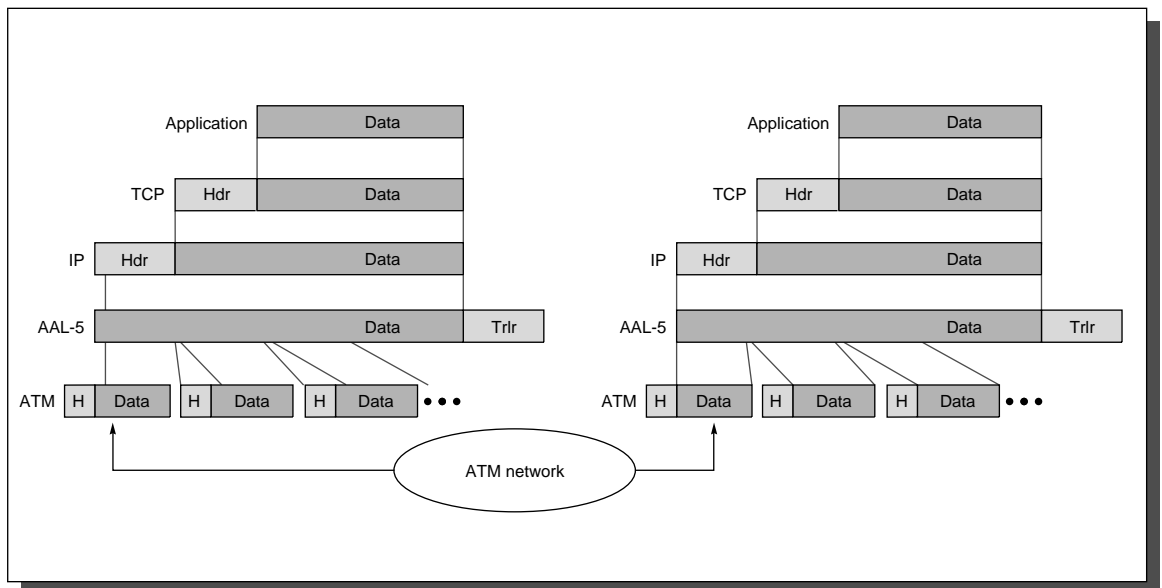 Application Data Application Data
TCP Hdr Data TCP Hdr Data
IP Hdr Data IP Hdr Data
AAL-5 Data Trlr AAL-5 Data Trlr
ATM H Data H Data H Data ••• ATM H Data H Data H Data •••
ATM network